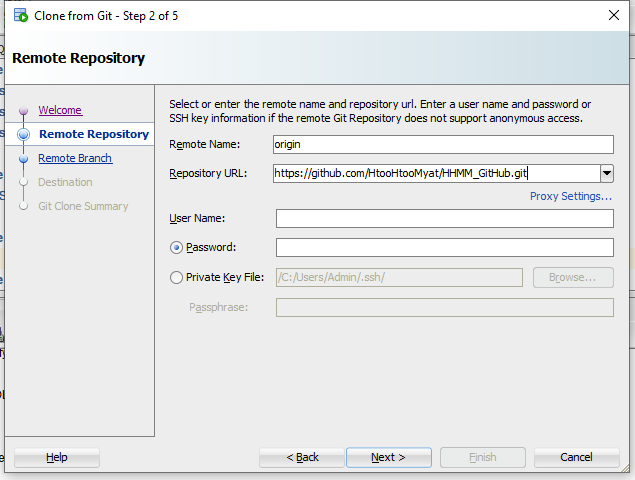 Clone from Git - Step 2 of 5
Remote Repository
Welcome
Remote Repository
Remote Branch
Destination
Git Clone Summary
Select or enter the remote name and repository url. Enter a user name and password or
SSH key information if the remote Git Repository does not support anonymous access.
Remote Name: origin
Repository URL: https://github.com/HtooHtooMyat/HHMM_GitHub.git
Proxy Settings...
User Name:
Password:
Private Key File: /C:/Users/Admin/.ssh/ Browse...
Passphrase:
Help < Back Next > Finish Cancel